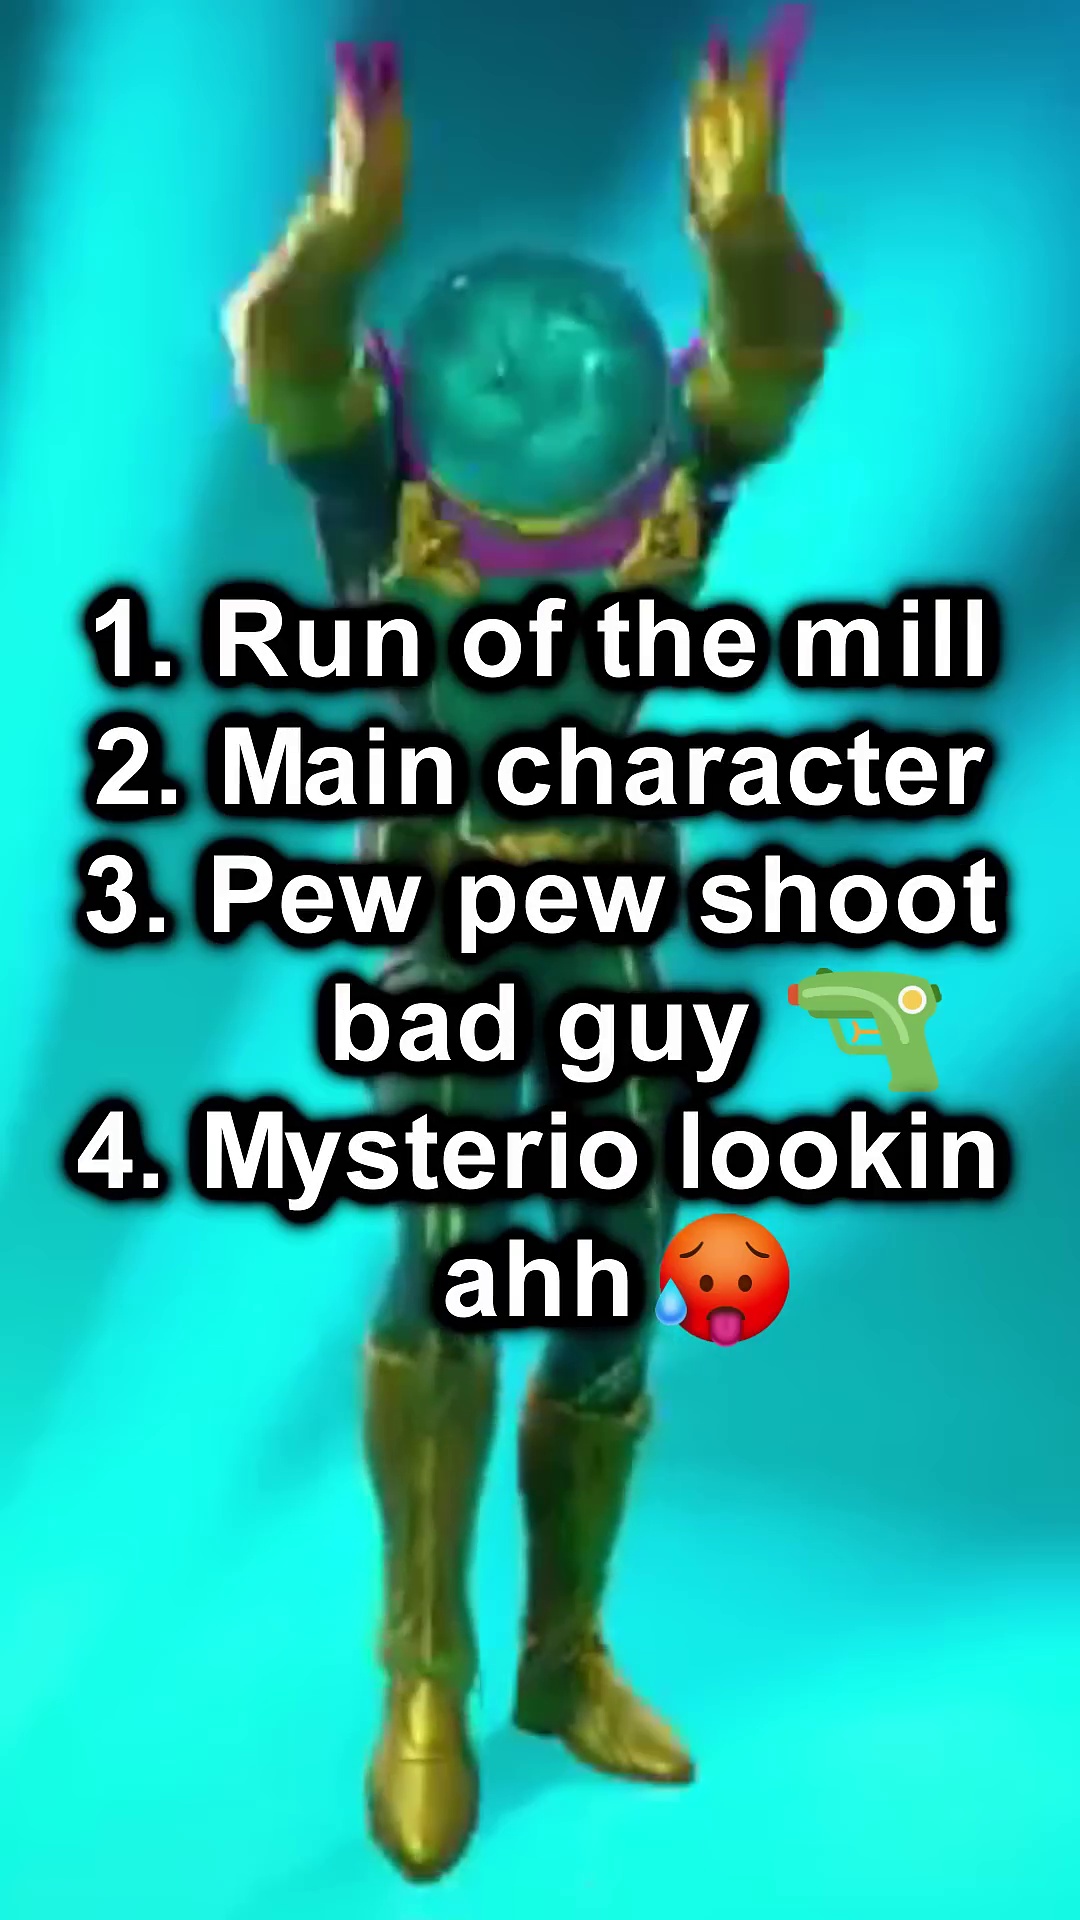 1. Run of the mill
2. Main character
3. Pew pew shoot
bad guy 🔫
4. Mysterio lookin
ahh 🥵